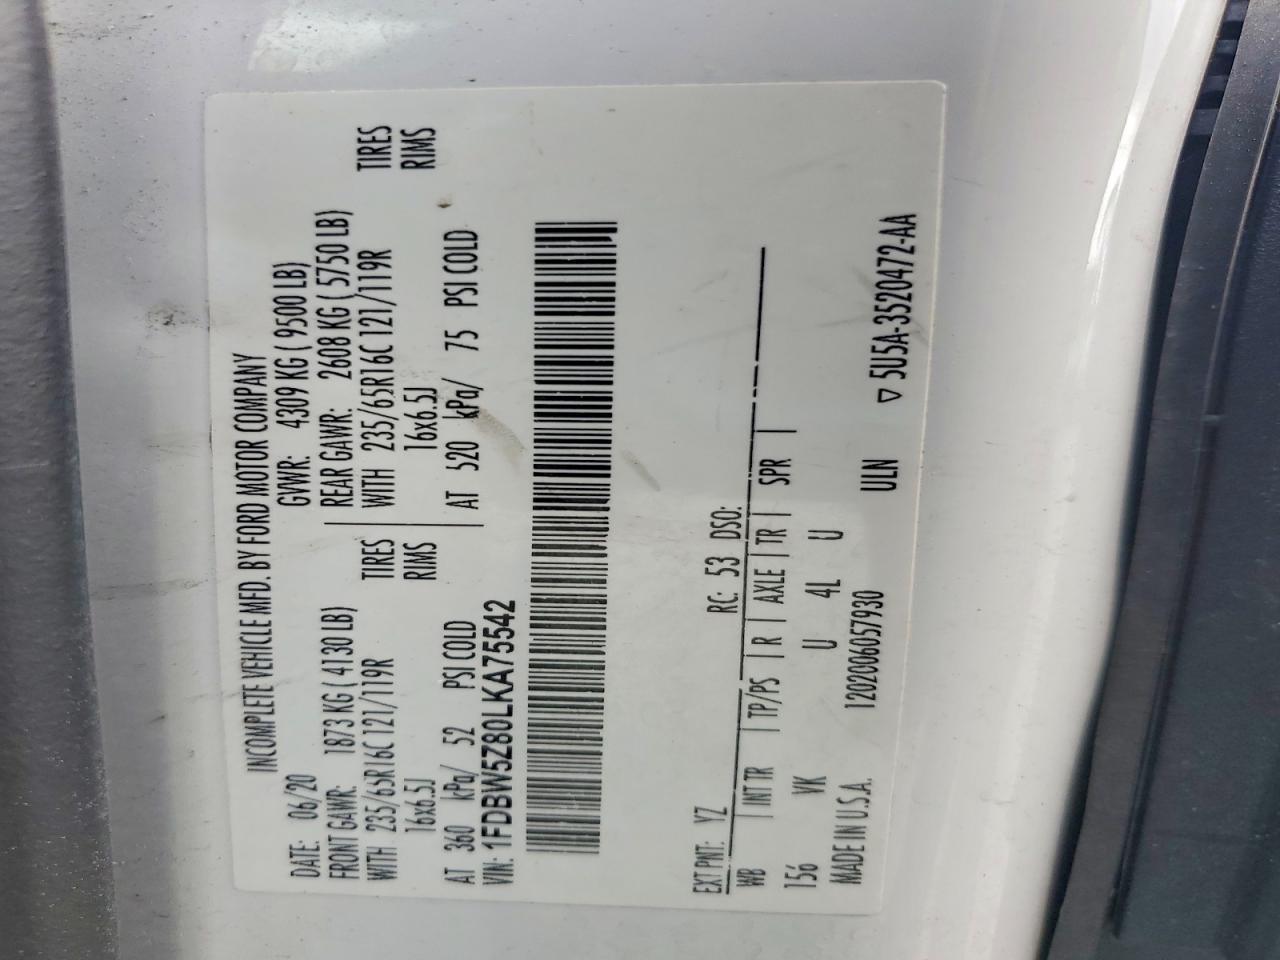 INCOMPLETE VEHICLE MFD. BY FORD MOTOR COMPANY
DATE: 06/20 GVWR: 4309 KG ( 9500 LB)
FRONT GAWR: 1873 KG ( 4130 LB) REAR GAWR: 2608 KG ( 5750 LB)
WITH 235/65R16C 121/119R TIRES WITH 235/65R16C 121/119R TIRES
16x6.5J RIMS 16x6.5J RIMS
AT 360 kPa/ 52 PSI COLD AT 520 kPa/ 75 PSI COLD
VIN: 1FDBW5Z80LKA75542
EXT PNT: YZ RC: 53 DSO:
WB | INT TR | TP/PS | R | AXLE | TR | SPR |
156 VK U 4L U
MADE IN U.S.A. 1202006057930 ULN ▽ 5U5A-3520472-AA